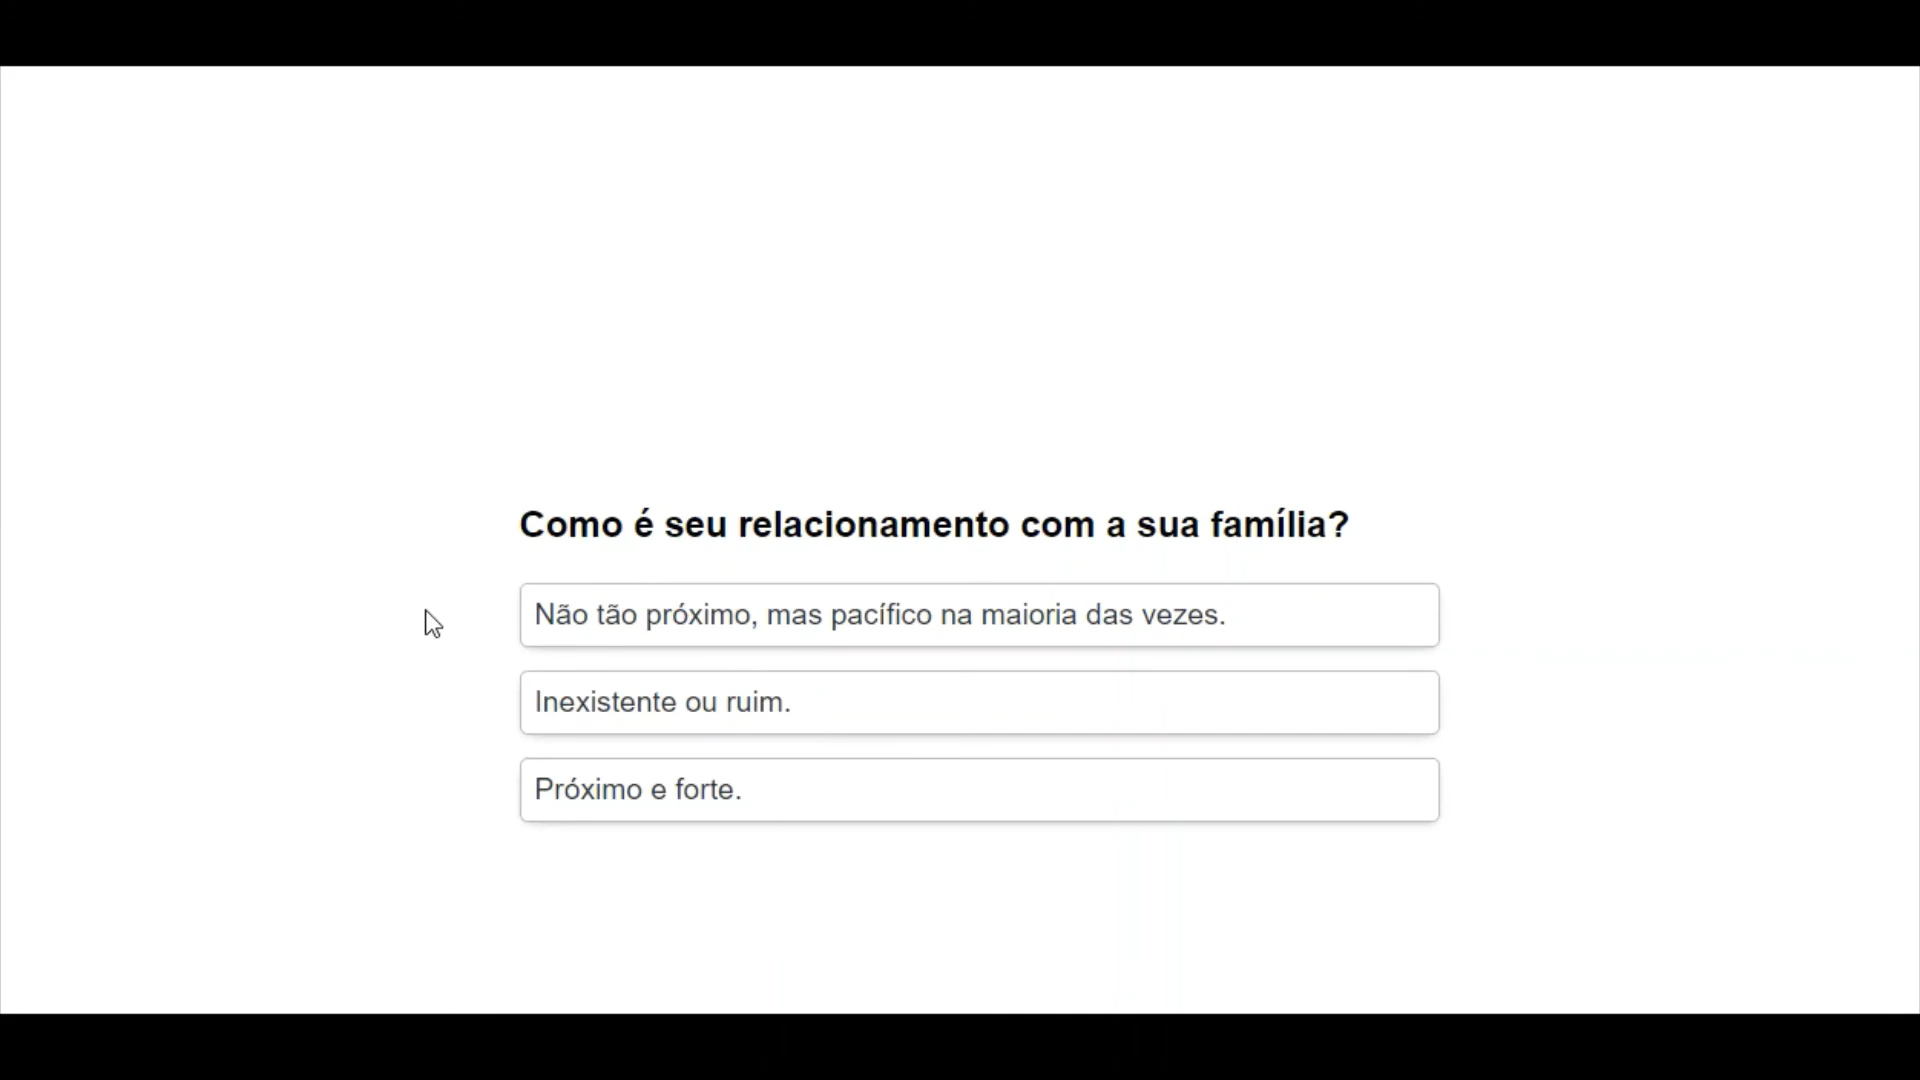 Como é seu relacionamento com a sua família?
Não tão próximo, mas pacífico na maioria das vezes.
Inexistente ou ruim.
Próximo e forte.